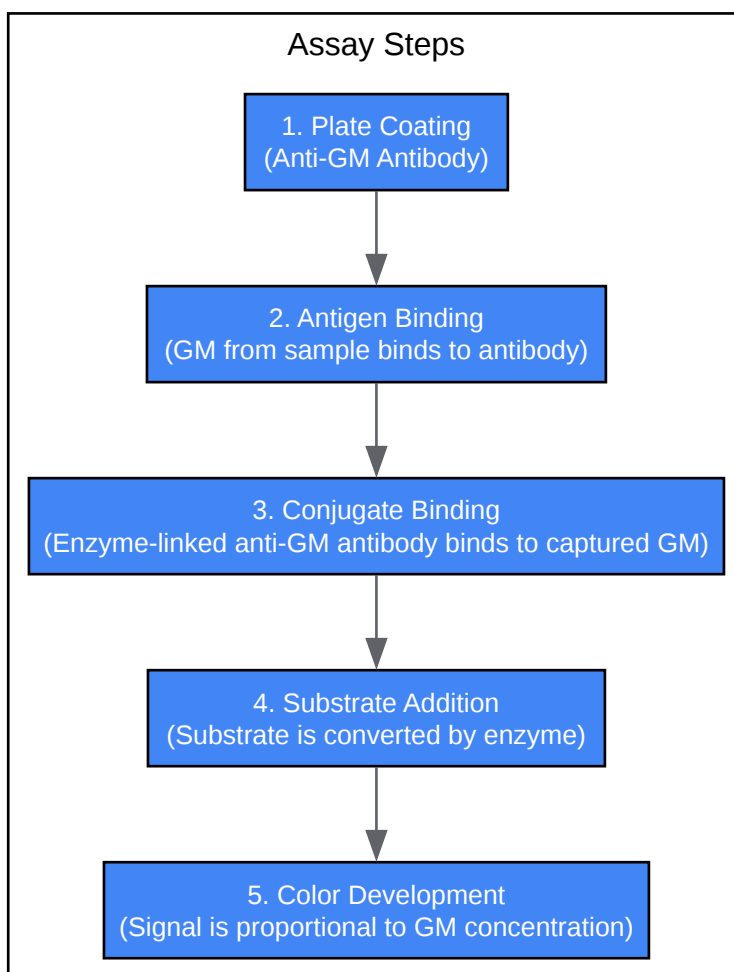 Assay Steps
1. Plate Coating
(Anti-GM Antibody)
2. Antigen Binding
(GM from sample binds to antibody)
3. Conjugate Binding
(Enzyme-linked anti-GM antibody binds to captured GM)
4. Substrate Addition
(Substrate is converted by enzyme)
5. Color Development
(Signal is proportional to GM concentration)